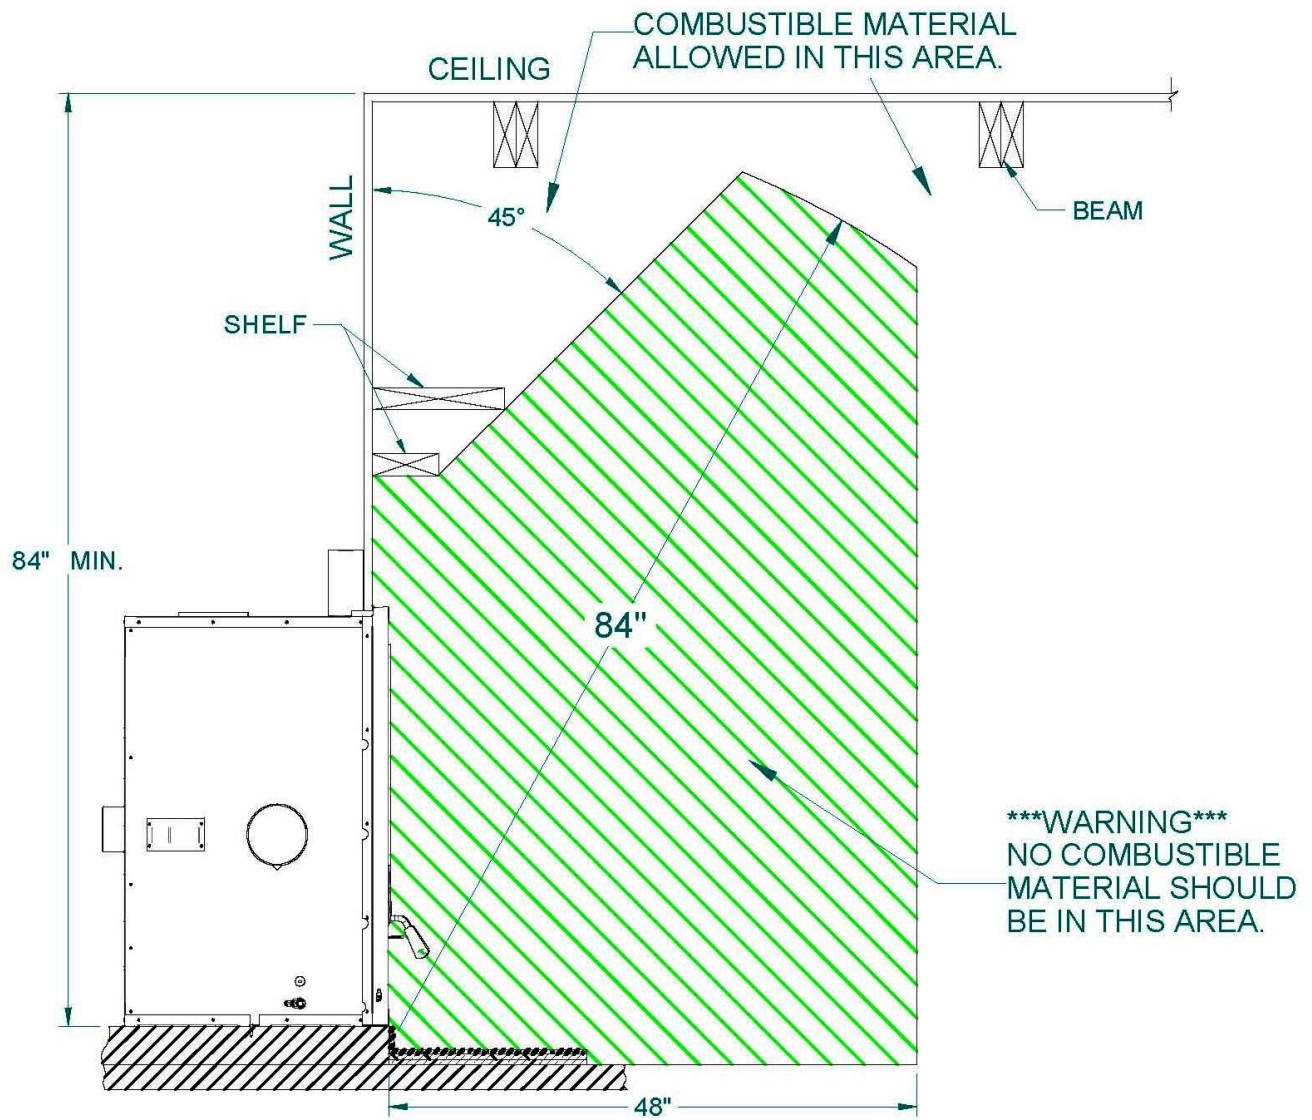 COMBUSTIBLE MATERIAL
ALLOWED IN THIS AREA.
CEILING
WALL
45°
BEAM
SHELF
84" MIN.
84"
***WARNING***
NO COMBUSTIBLE
MATERIAL SHOULD
BE IN THIS AREA.
48"